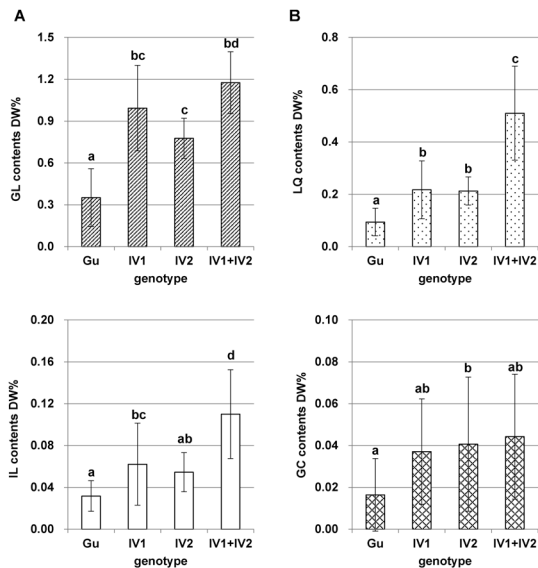 A
GL contents DW%
1.5
1.2
0.9
0.6
0.3
0.0
a
bc
c
bd
Gu IV1 IV2 IV1+IV2
genotype
B
LQ contents DW%
0.8
0.6
0.4
0.2
0.0
a
b
b
c
Gu IV1 IV2 IV1+IV2
genotype
IL contents DW%
0.20
0.16
0.12
0.08
0.04
0.00
a
bc
ab
d
Gu IV1 IV2 IV1+IV2
genotype
GC contents DW%
0.10
0.08
0.06
0.04
0.02
0.00
a
ab
b
ab
Gu IV1 IV2 IV1+IV2
genotype